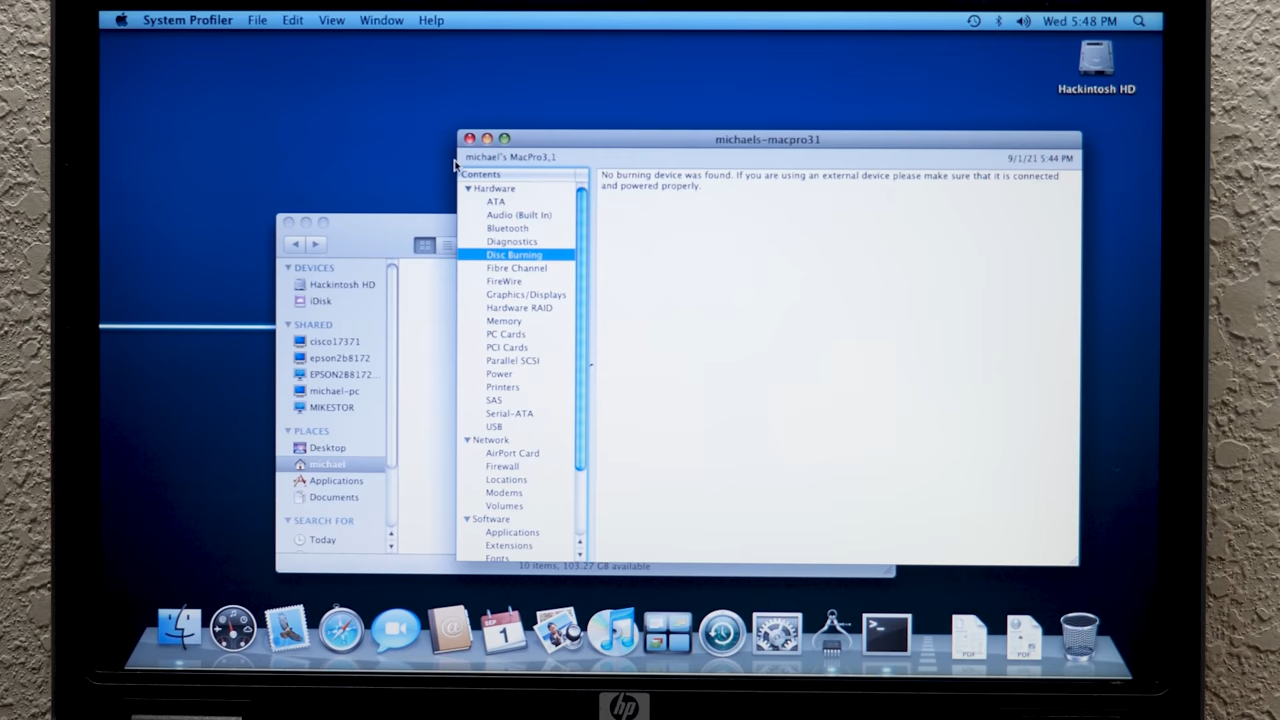 System Profiler File Edit View Window Help Wed 5:48 PM
Hackintosh HD
michaels-macpro31
michael's MacPro3,1 9/1/21 5:44 PM
Contents
Hardware
ATA
Audio (Built In)
Bluetooth
Diagnostics
Disc Burning
Fibre Channel
FireWire
Graphics/Displays
Hardware RAID
Memory
PC Cards
PCI Cards
Parallel SCSI
Power
Printers
SAS
Serial-ATA
USB
Network
AirPort Card
Firewall
Locations
Modems
Volumes
Software
Applications
Extensions
Fonts
No burning device was found. If you are using an external device please make sure that it is connected
and powered properly.
DEVICES
Hackintosh HD
iDisk
SHARED
cisco17371
epson2b8172
EPSON2B8172...
michael-pc
MIKESTOR
PLACES
Desktop
michael
Applications
Documents
SEARCH FOR
Today
10 items, 103.27 GB available
SEP
1
PDF
PDF
hp